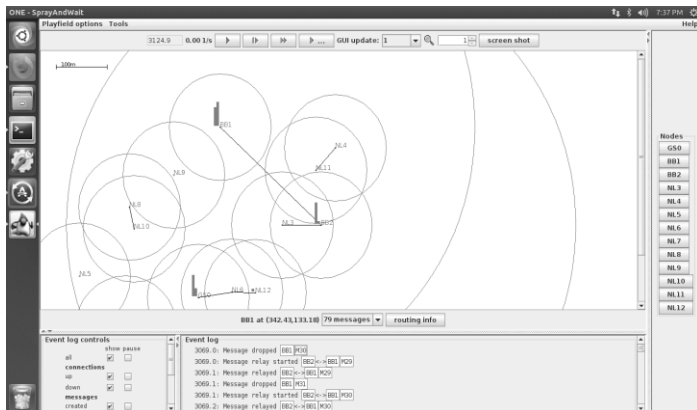 ONE - SprayAndWait
7:37 PM
Playfield options Tools
Help
3124.9 0.00 1/s ... GUI update: 1 1 screen shot
100m
BB1
NL4
NL11
NL9
NL8
NL10
NL3
BB2
NL5
NL6
NL12
Nodes
GS0
BB1
BB2
NL3
NL4
NL5
NL6
NL7
NL8
NL9
NL10
NL11
NL12
BB1 at (342.43,133.18) 79 messages routing info
Event log controls
show pause
all
connections
up
down
messages
created
Event log
3069.0: Message dropped BB1 M30
3069.0: Message relay started BB2<->BB1 M29
3069.1: Message relayed BB2<->BB1 M29
3069.1: Message dropped BB1 M31
3069.1: Message relay started BB2<->BB1 M30
3069.2: Message relayed BB2<->BB1 M30